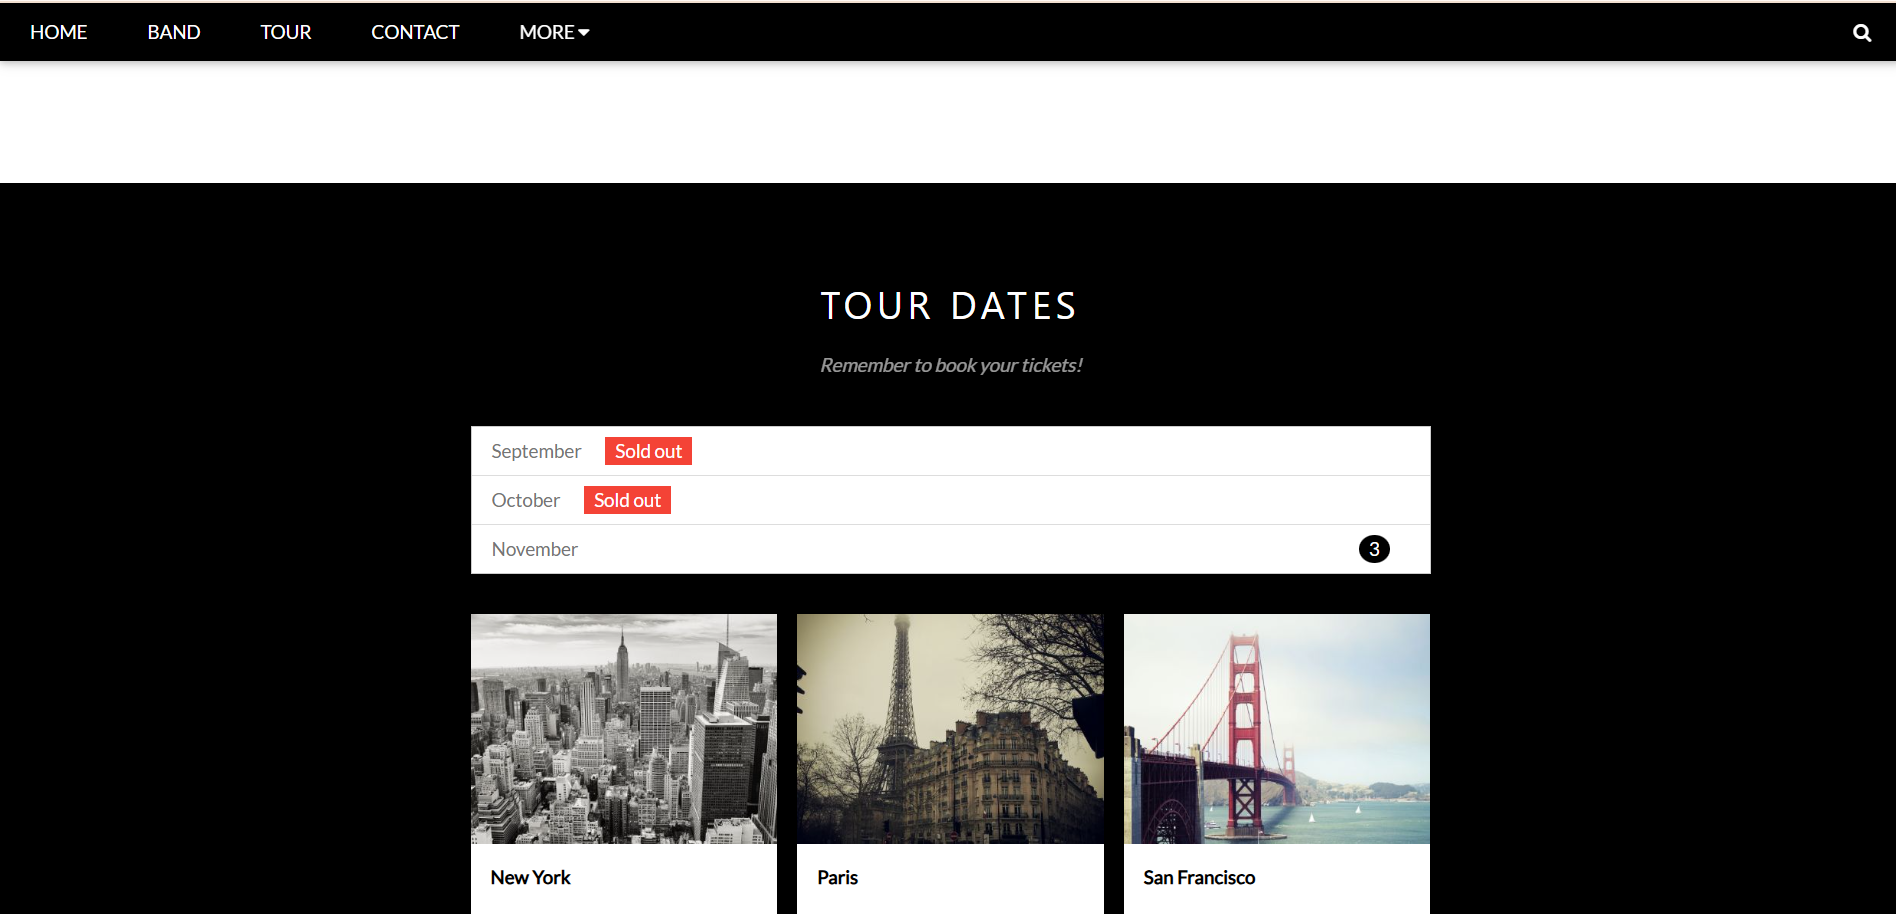 HOME BAND TOUR CONTACT MORE
TOUR DATES
Remember to book your tickets!
September Sold out
October Sold out
November 3
New York Paris San Francisco